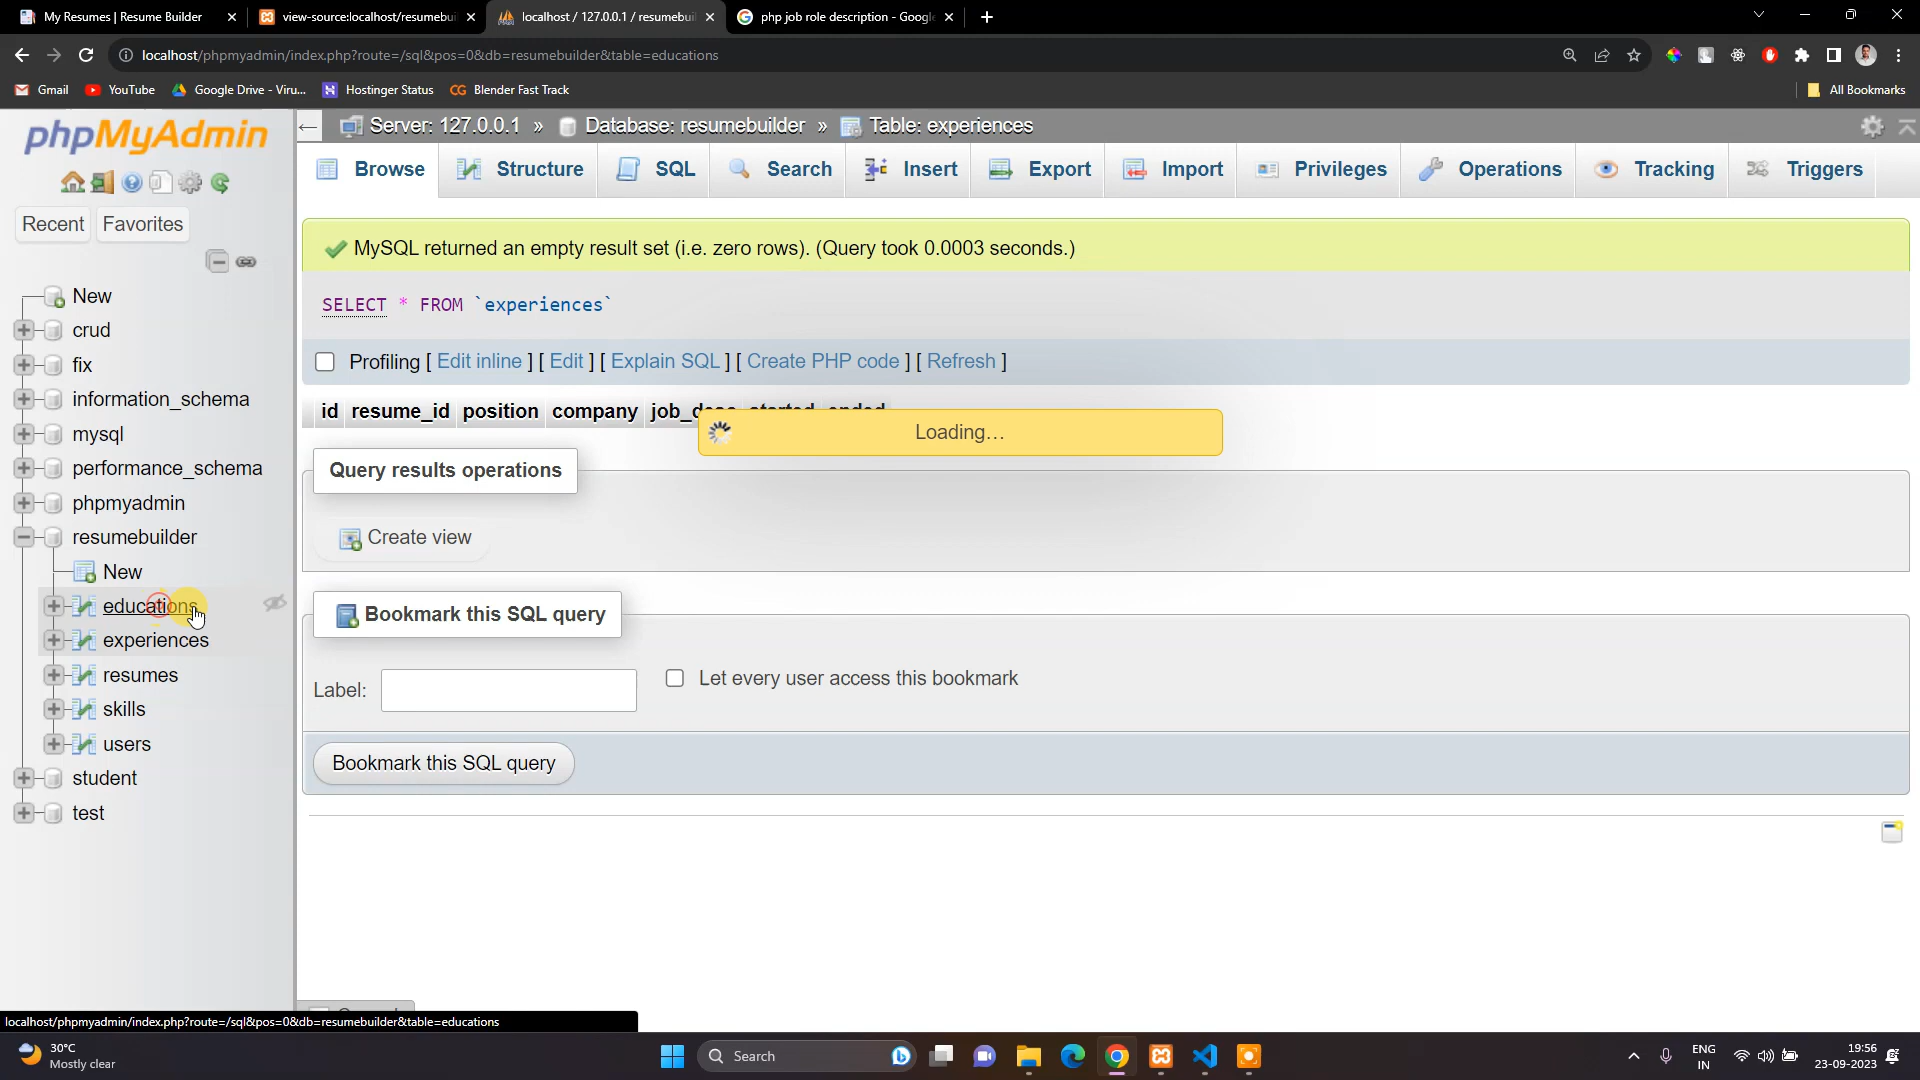 My Resumes | Resume Builder
view-source:localhost/resumebui
localhost / 127.0.0.1 / resumebui
php job role description - Google
localhost/phpmyadmin/index.php?route=/sql&pos=0&db=resumebuilder&table=educations
Gmail
YouTube
Google Drive - Viru...
Hostinger Status
CG Blender Fast Track
All Bookmarks
phpMyAdmin
Server: 127.0.0.1 » Database: resumebuilder » Table: experiences
Browse
Structure
SQL
Search
Insert
Export
Import
Privileges
Operations
Tracking
Triggers
Recent
Favorites
MySQL returned an empty result set (i.e. zero rows). (Query took 0.0003 seconds.)
SELECT * FROM `experiences`
Profiling [ Edit inline ] [ Edit ] [ Explain SQL ] [ Create PHP code ] [ Refresh ]
id resume_id position company job_desc started ended
Loading...
Query results operations
Create view
Bookmark this SQL query
Label:
Let every user access this bookmark
Bookmark this SQL query
New
crud
fix
information_schema
mysql
performance_schema
phpmyadmin
resumebuilder
New
educations
experiences
resumes
skills
users
student
test
localhost/phpmyadmin/index.php?route=/sql&pos=0&db=resumebuilder&table=educations
30°C
Mostly clear
Search
ENG
IN
19:56
23-09-2023